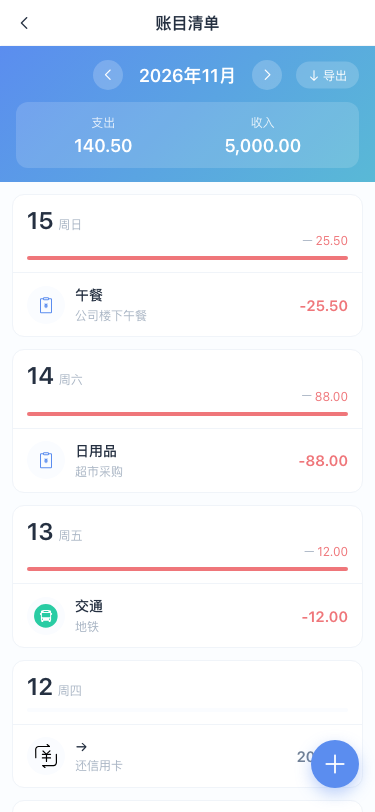 账目清单
2026年11月
导出
支出
收入
140.50
5,000.00
15 周日
25.50
午餐
公司楼下午餐
-25.50
14 周六
88.00
日用品
超市采购
-88.00
13 周五
12.00
交通
地铁
-12.00
12 周四
→
还信用卡